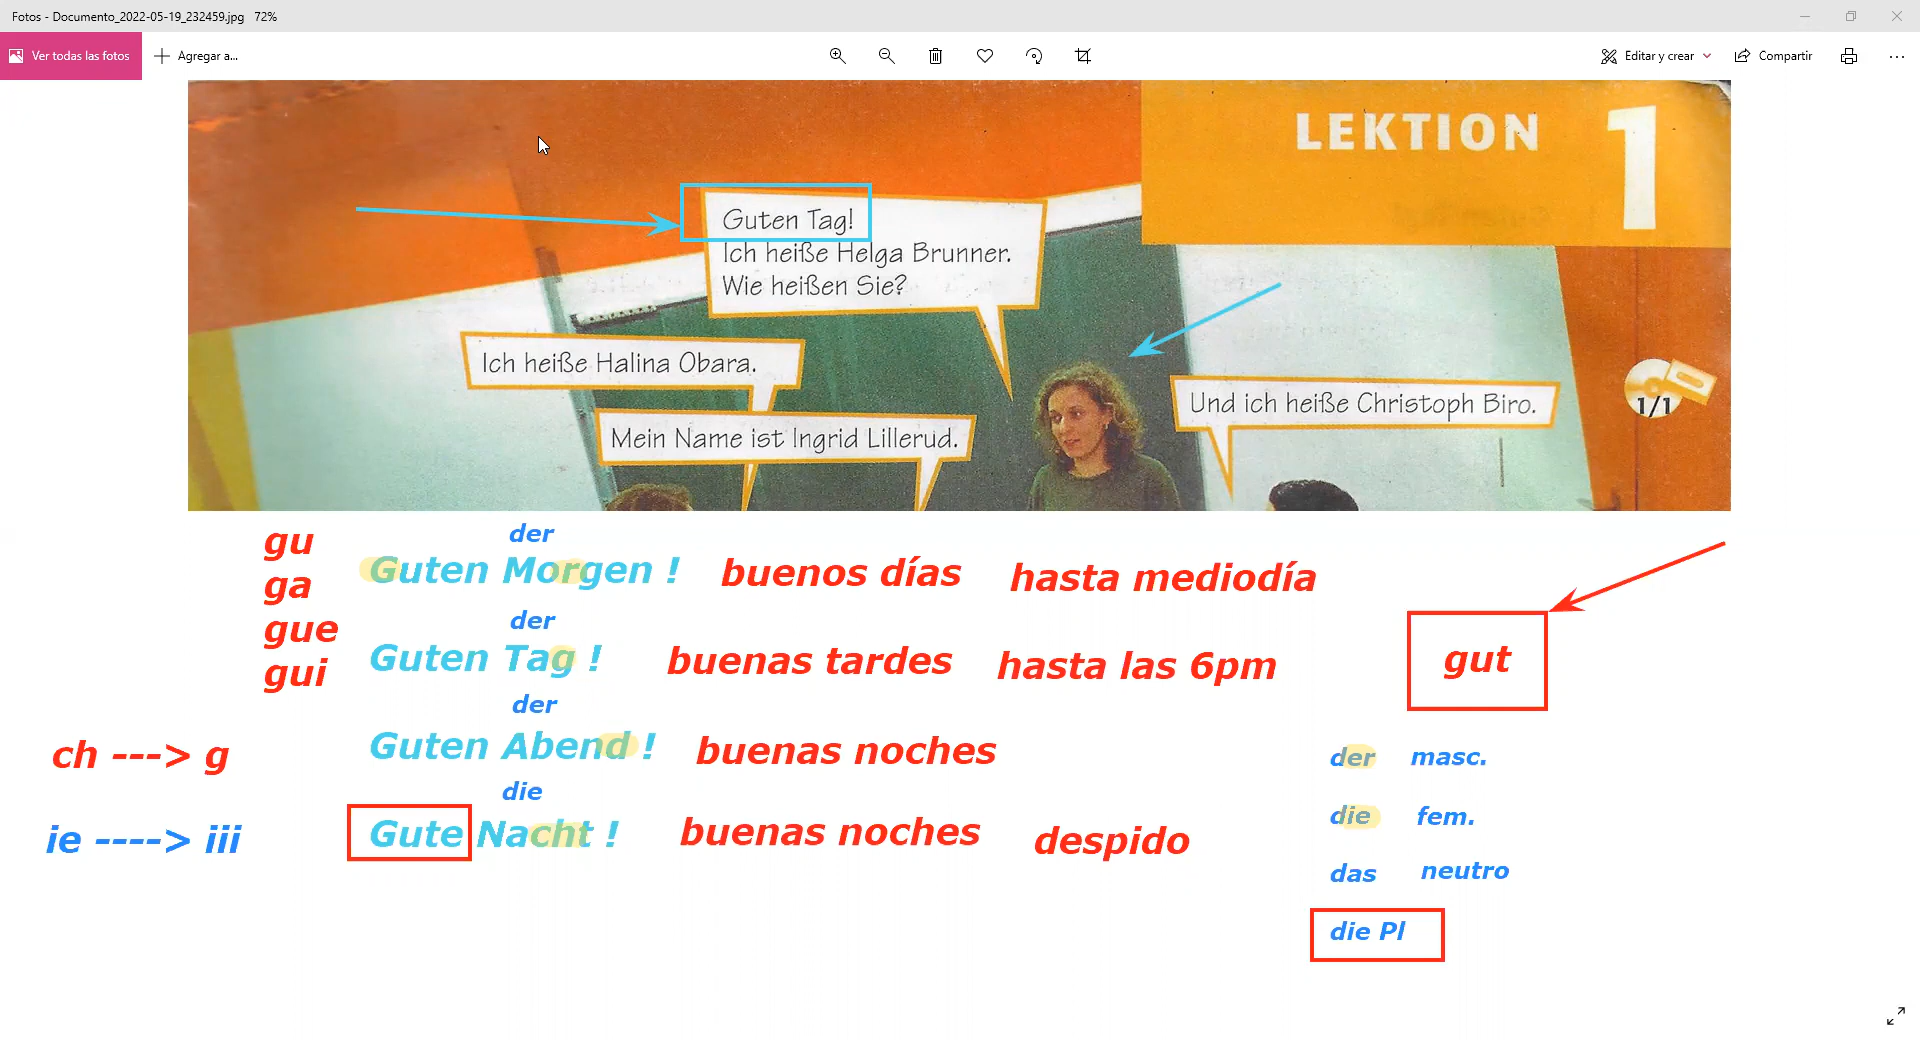 Fotos - Documento_2022-05-19_232459.jpg 72%
Ver todas las fotos
Agregar a...
Editar y crear
Compartir
LEKTION 1
Guten Tag!
Ich heiße Helga Brunner.
Wie heißen Sie?
Ich heiße Halina Obara.
Und ich heiße Christoph Biro.
1/1
Mein Name ist Ingrid Lillerud.
gu
ga
gue
gui
ch ---> g
ie ----> iii
der
Guten Morgen ! buenos días hasta mediodía
der
Guten Tag ! buenas tardes hasta las 6pm
der
Guten Abend ! buenas noches
die
Gute Nacht ! buenas noches despido
gut
der masc.
die fem.
das neutro
die Pl